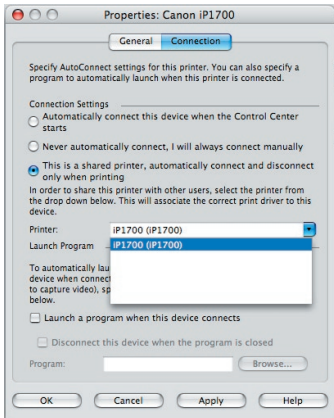 Properties: Canon iP1700
General
Connection
Specify AutoConnect settings for this printer. You can also specify a
program to automatically launch when this printer is connected.
Connection Settings
Automatically connect this device when the Control Center
starts
Never automatically connect, I will always connect manually
This is a shared printer, automatically connect and disconnect
only when printing
In order to share this printer with other users, select the printer from
the drop down below. This will associate the correct print driver to this
device.
Printer:
iP1700 (iP1700)
iP1700 (iP1700)
Launch Program
To automatically lau
device when connect
to capture video), sp
below.
Launch a program when this device connects
Disconnect this device when the program is closed
Program:
Browse...
OK
Cancel
Apply
Help